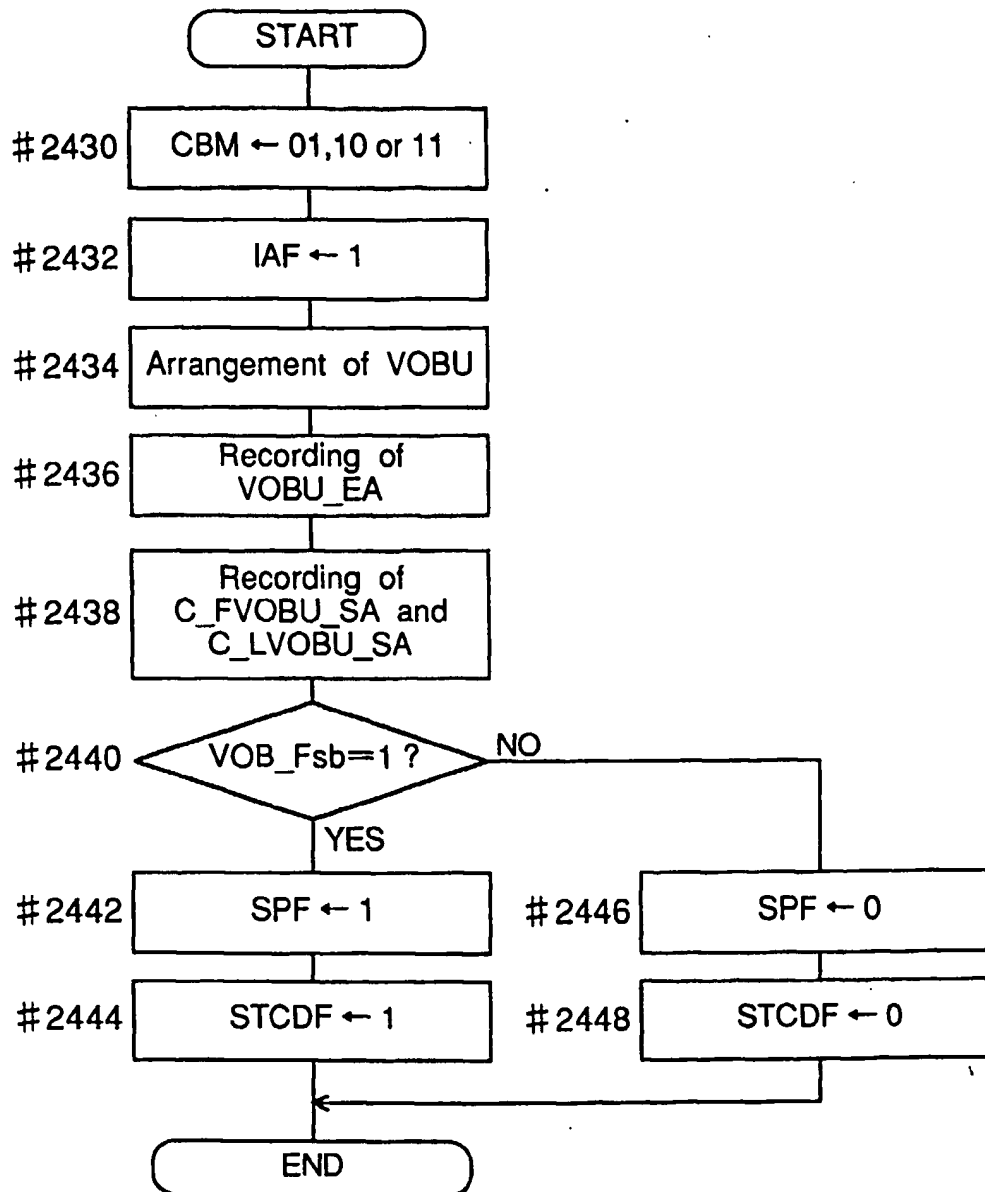 START
#2430
CBM ← 01,10 or 11
#2432
IAF ← 1
#2434
Arrangement of VOBU
#2436
Recording of
VOBU_EA
#2438
Recording of
C_FVOBU_SA and
C_LVOBU_SA
#2440
VOB_Fsb=1 ?
NO
YES
#2442
SPF ← 1
#2446
SPF ← 0
#2444
STCDF ← 1
#2448
STCDF ← 0
END